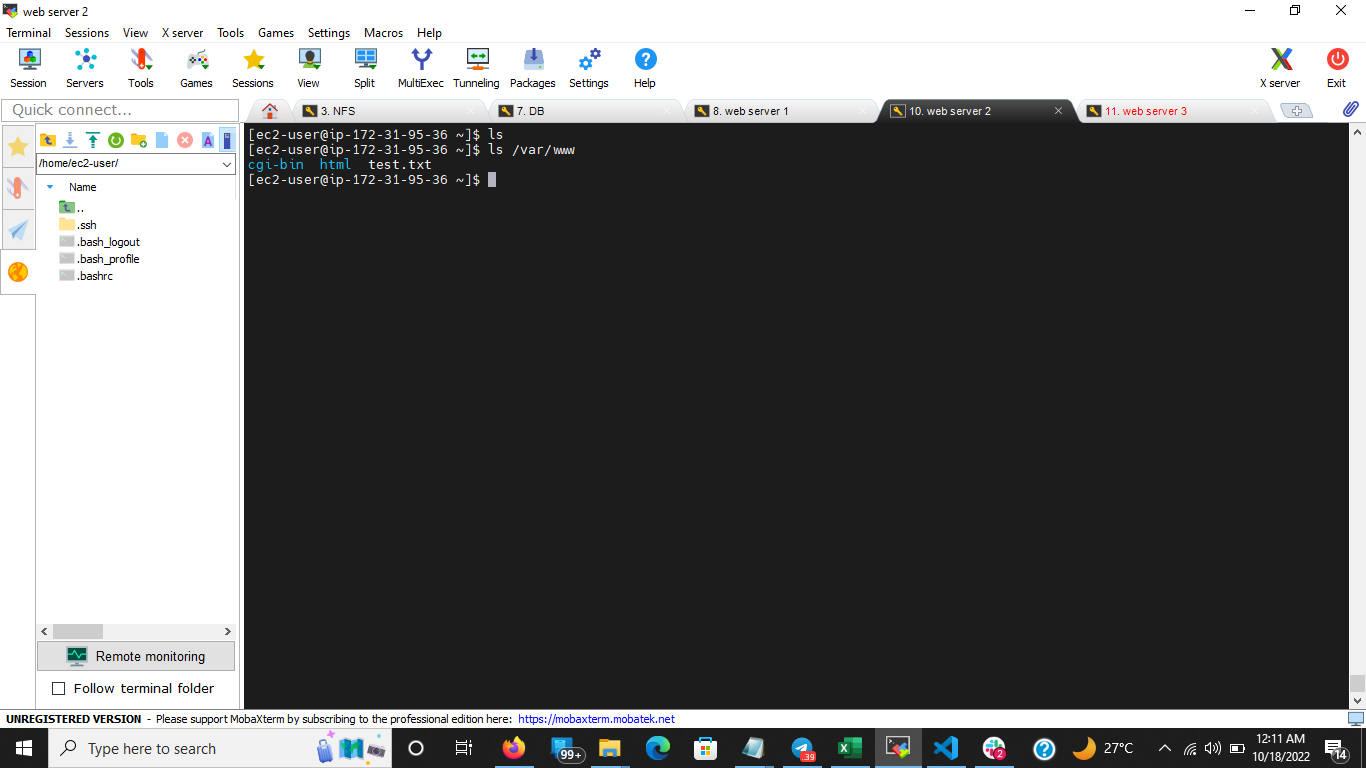 web server 2
Terminal Sessions View X server Tools Games Settings Macros Help
Session Servers Tools Games Sessions View Split MultiExec Tunneling Packages Settings Help X server Exit
Quick connect...
3. NFS 7. DB 8. web server 1 10. web server 2 11. web server 3
/home/ec2-user/
Name
..
.ssh
.bash_logout
.bash_profile
.bashrc
[ec2-user@ip-172-31-95-36 ~]$ ls
[ec2-user@ip-172-31-95-36 ~]$ ls /var/www
cgi-bin html test.txt
[ec2-user@ip-172-31-95-36 ~]$
Remote monitoring
Follow terminal folder
UNREGISTERED VERSION - Please support MobaXterm by subscribing to the professional edition here: https://mobaxterm.mobatek.net
Type here to search
99+
.39
2
27°C
12:11 AM
10/18/2022
14